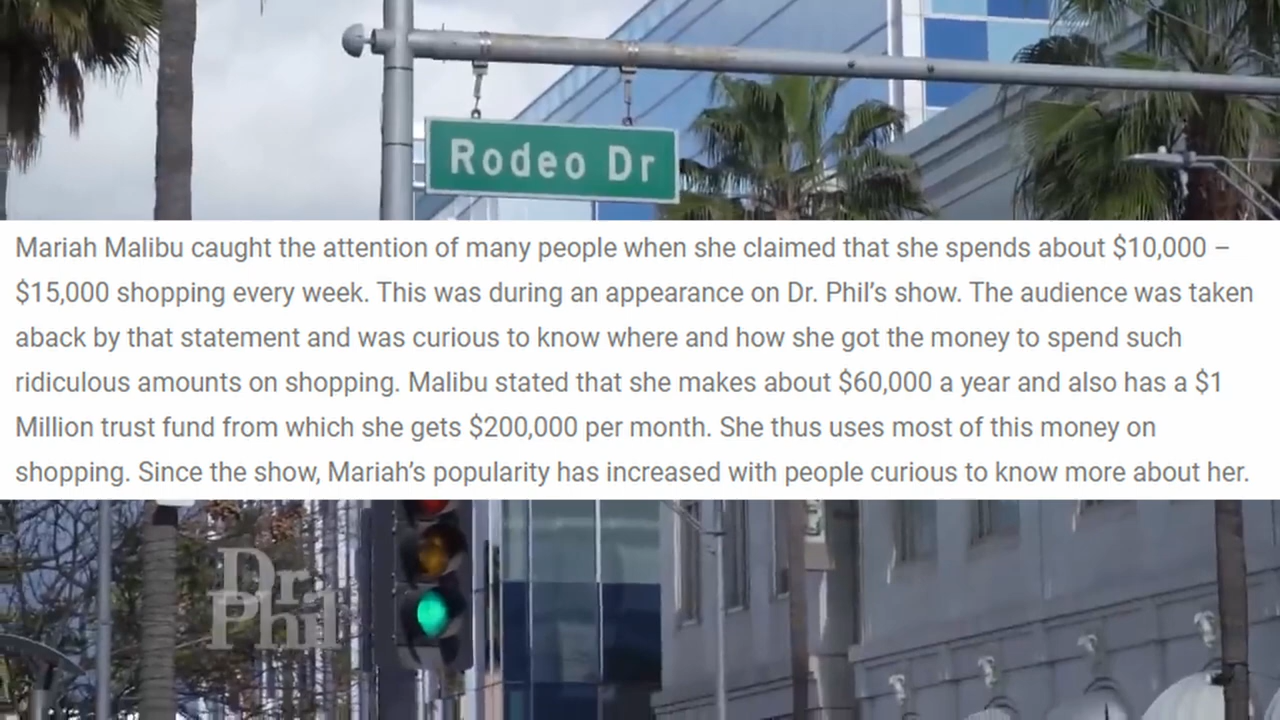 Rodeo Dr
Mariah Malibu caught the attention of many people when she claimed that she spends about $10,000 –
$15,000 shopping every week. This was during an appearance on Dr. Phil’s show. The audience was taken
aback by that statement and was curious to know where and how she got the money to spend such
ridiculous amounts on shopping. Malibu stated that she makes about $60,000 a year and also has a $1
Million trust fund from which she gets $200,000 per month. She thus uses most of this money on
shopping. Since the show, Mariah’s popularity has increased with people curious to know more about her.
Dr.
Phil